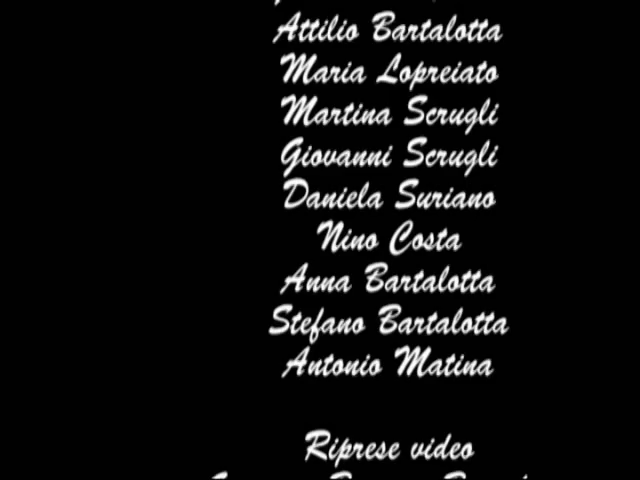 Attilio Bartalotta
Maria Lopreiato
Martina Scrugli
Giovanni Scrugli
Daniela Suriano
Nino Costa
Anna Bartalotta
Stefano Bartalotta
Antonio Matina
Riprese video